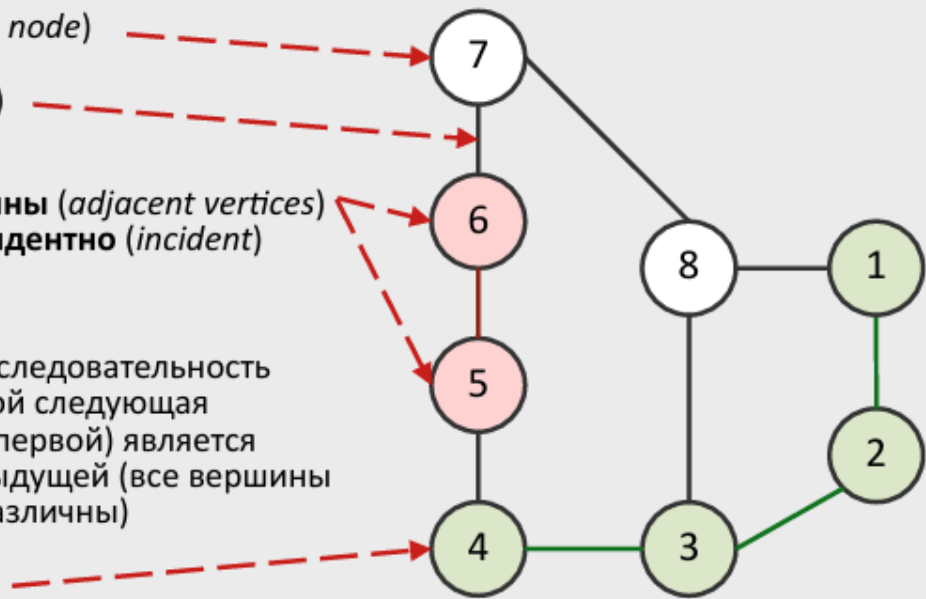 node)
)
ны (adjacent vertices)
дентно (incident)
следовательность
ой следующая
первой) является
ыдущей (все вершины
азличны)
7
6
8
1
5
2
4
3